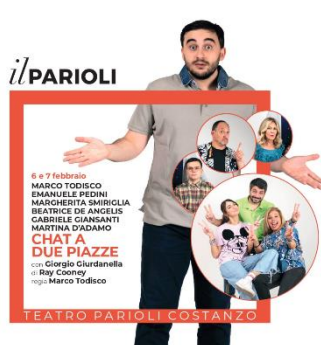 il PARIOLI
6 e 7 febbraio
MARCO TODISCO
EMANUELE PEDINI
MARGHERITA SMIRIGLIA
BEATRICE DE ANGELIS
GABRIELE GIANSANTI
MARTINA D'ADAMO
CHAT A
DUE PIAZZE
con Giorgio Giurdanella
di Ray Cooney
regia Marco Todisco
TEATRO PARIOLI COSTANZO